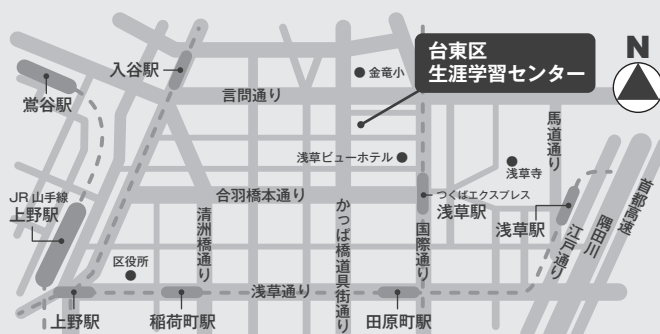 台東区
生涯学習センター
N
入谷駅
金竜小
鶯谷駅
言問通り
馬道通り
浅草ビューホテル
浅草寺
首都高速
JR山手線
上野駅
合羽橋本通り
つくばエクスプレス
浅草駅
浅草駅
隅田川
清洲橋通り
かっぱ橋道具街通り
国際通り
江戸通り
区役所
浅草通り
上野駅
稲荷町駅
田原町駅